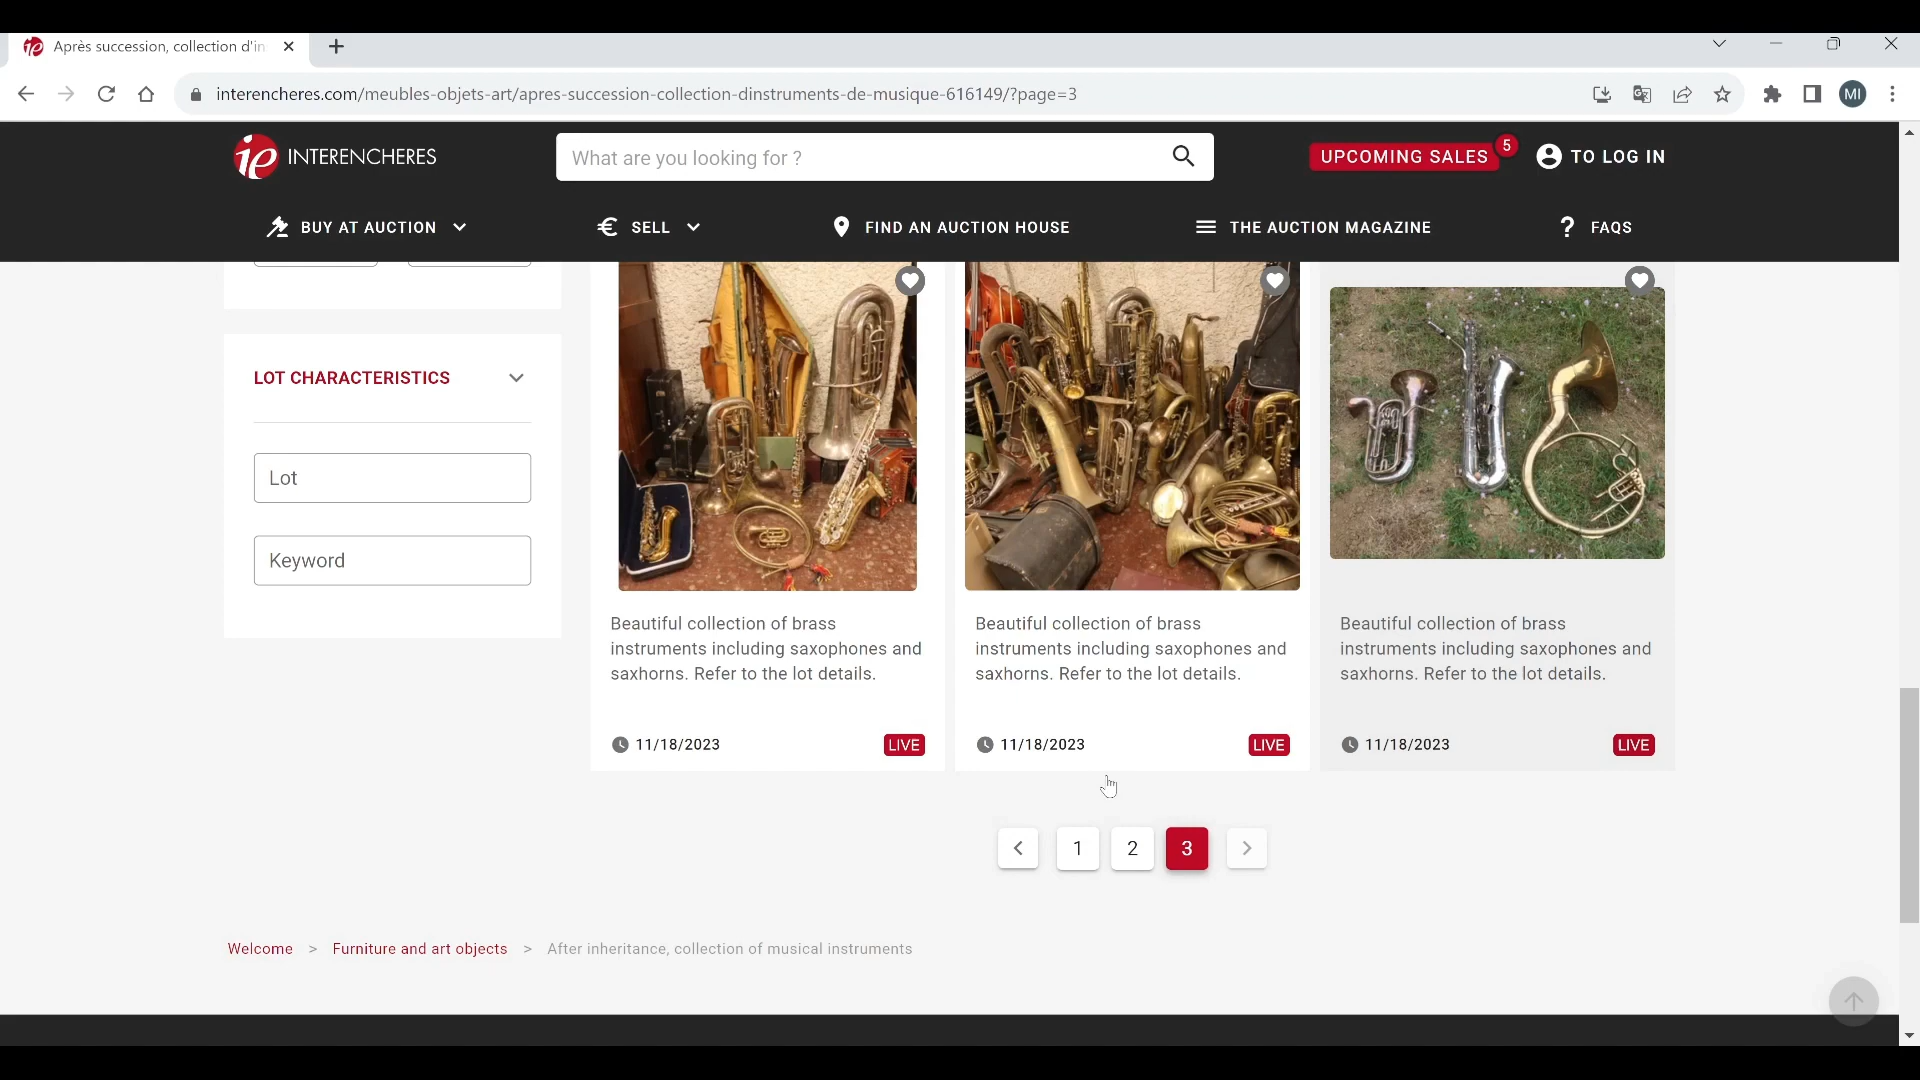 Après succession, collection d'in
interencheres.com/meubles-objets-art/apres-succession-collection-dinstruments-de-musique-616149/?page=3
MI
ie INTERENCHERES
What are you looking for ?
UPCOMING SALES 5
TO LOG IN
BUY AT AUCTION
SELL
FIND AN AUCTION HOUSE
THE AUCTION MAGAZINE
? FAQS
LOT CHARACTERISTICS
Lot
Keyword
Beautiful collection of brass
instruments including saxophones and
saxhorns. Refer to the lot details.
11/18/2023 LIVE
Beautiful collection of brass
instruments including saxophones and
saxhorns. Refer to the lot details.
11/18/2023 LIVE
Beautiful collection of brass
instruments including saxophones and
saxhorns. Refer to the lot details.
11/18/2023 LIVE
< 1 2 3 >
Welcome > Furniture and art objects > After inheritance, collection of musical instruments